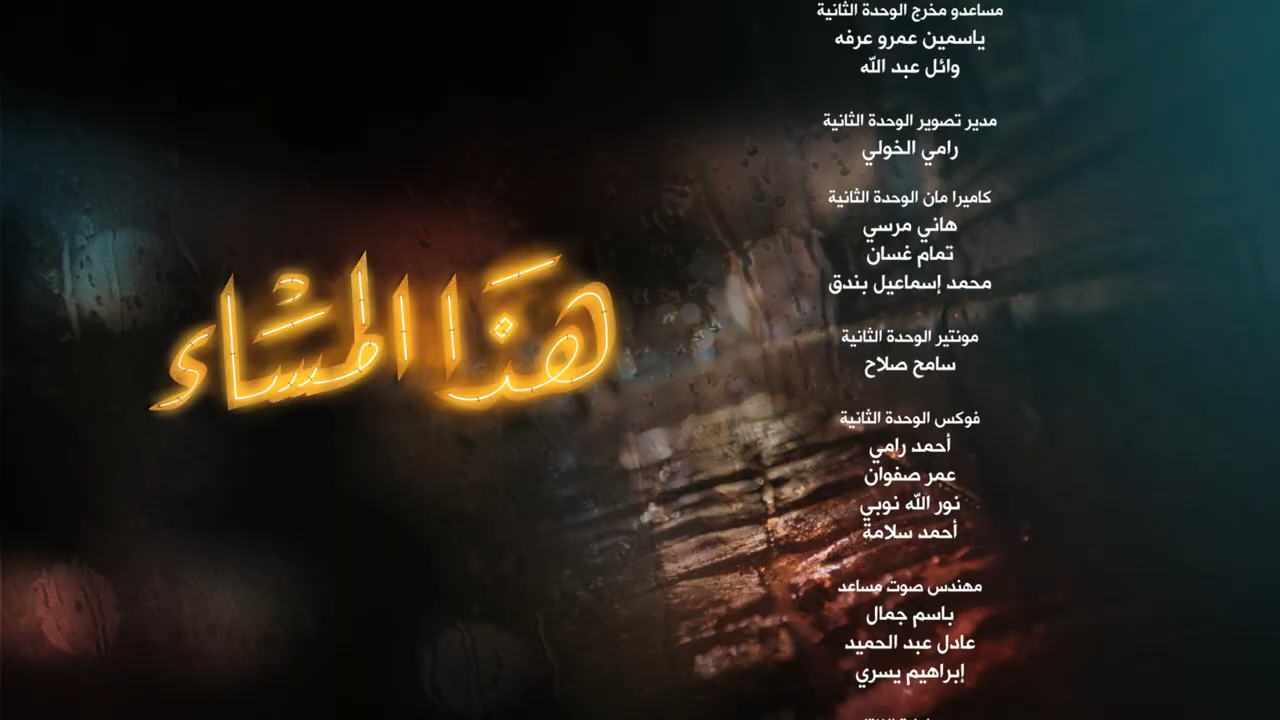 هَذَا المَسَاء
مساعدو مخرج الوحدة الثانية
ياسمين عمرو عرفه
وائل عبد الله
مدير تصوير الوحدة الثانية
رامي الخولي
كاميرا مان الوحدة الثانية
هاني مرسي
تمام غسان
محمد إسماعيل بندق
مونتير الوحدة الثانية
سامح صلاح
فوكس الوحدة الثانية
أحمد رامي
عمر صفوان
نور الله نوبي
أحمد سلامة
مهندس صوت مساعد
باسم جمال
عادل عبد الحميد
إبراهيم يسري